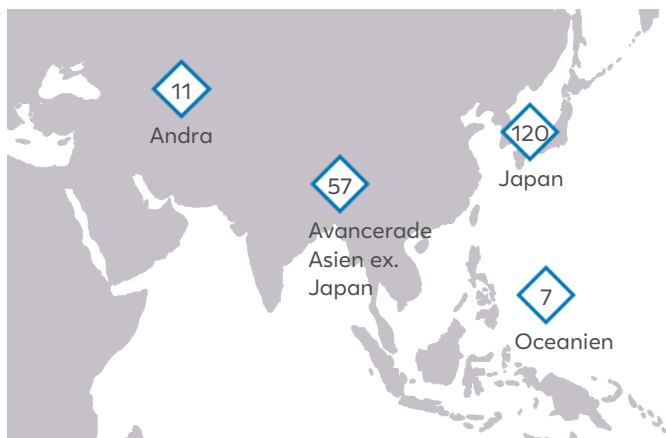 11
Andra
120
Japan
57
Avancerade
Asien ex.
Japan
7
Oceanien